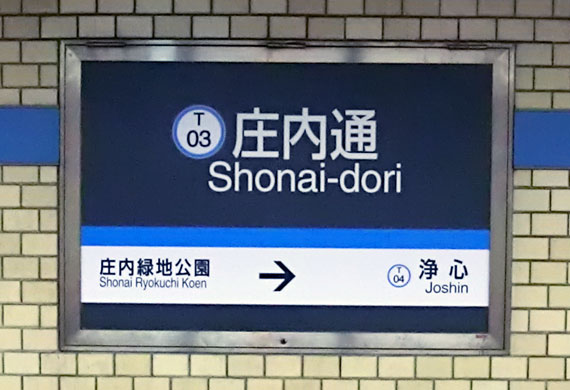 T
03
庄内通
Shonai-dori
庄内緑地公園
Shonai Ryokuchi Koen
→
T
04
浄心
Joshin